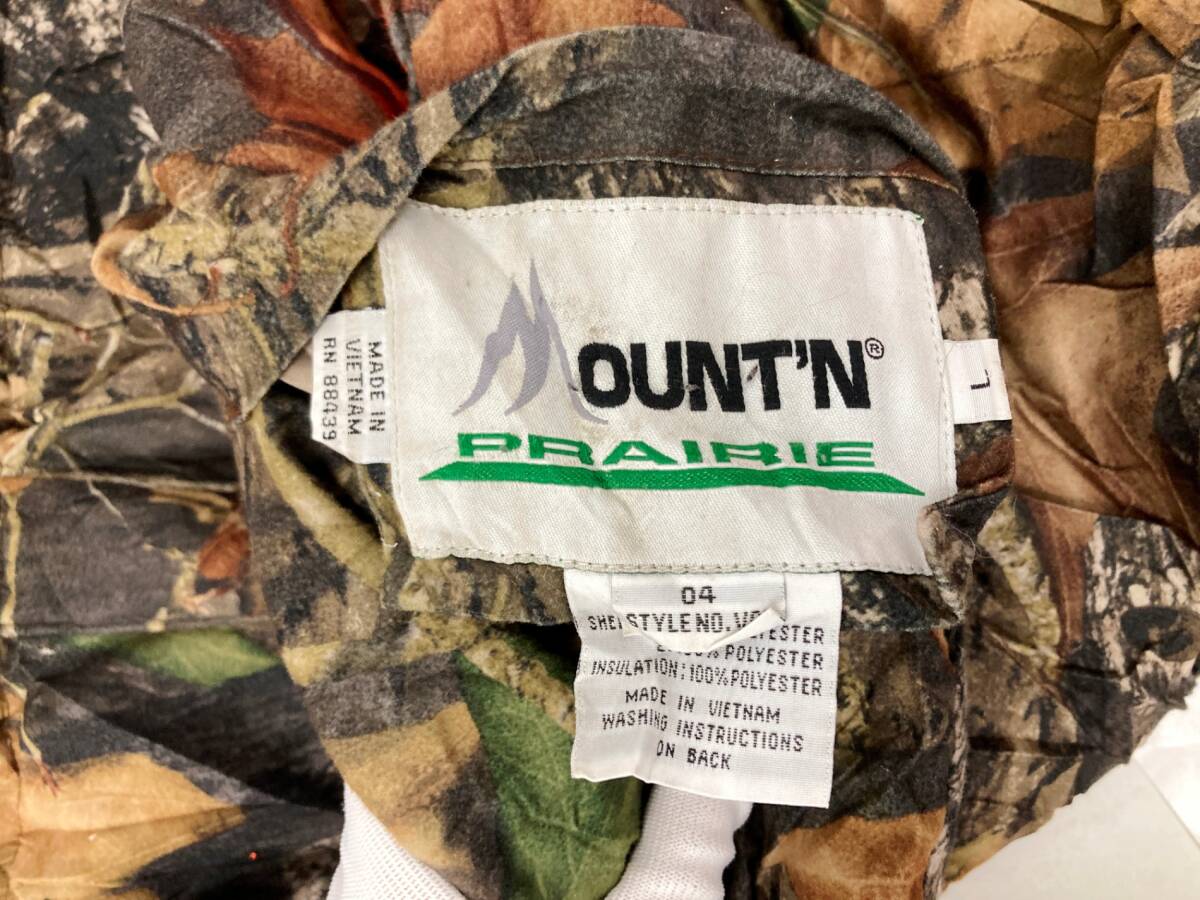 MOUNT'N®
PRAIRIE
MADE IN
VIETNAM
RN 88439
L
04
STYLE NO.
POLYESTER
INSULATION: 100% POLYESTER
MADE IN VIETNAM
WASHING INSTRUCTIONS
ON BACK